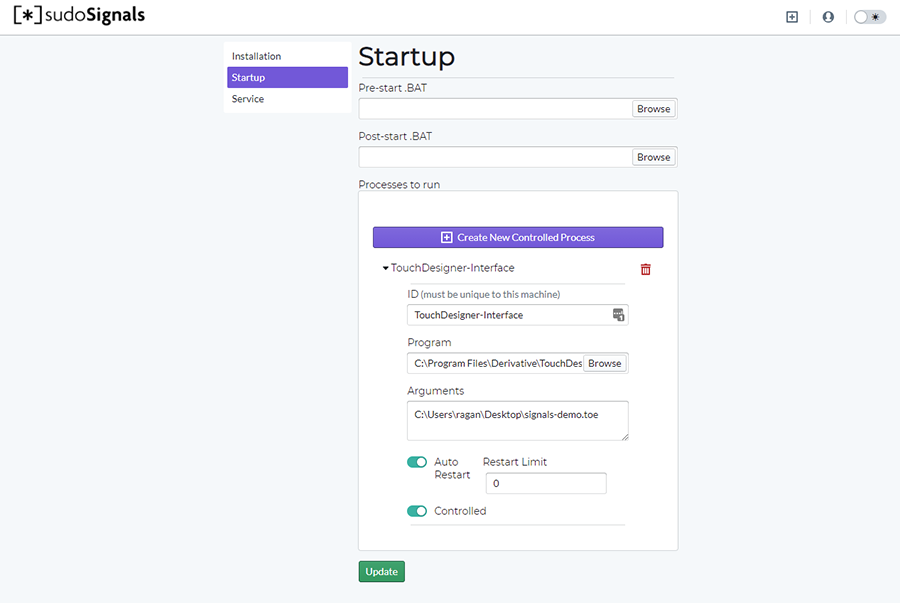 [*]sudoSignals
Installation
Startup
Service
Startup
Pre-start .BAT
Browse
Post-start .BAT
Browse
Processes to run
Create New Controlled Process
TouchDesigner-Interface
ID (must be unique to this machine)
TouchDesigner-Interface
Program
C:\Program Files\Derivative\TouchDes Browse
Arguments
C:\Users\ragan\Desktop\signals-demo.toe
Auto Restart
Restart Limit
0
Controlled
Update